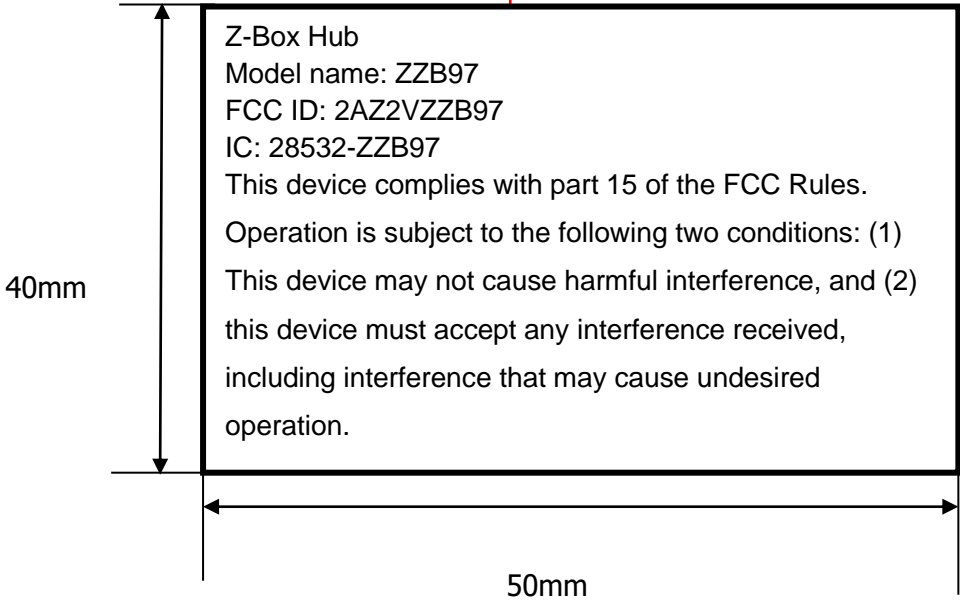 Z-Box Hub
Model name: ZZB97
FCC ID: 2AZ2VZZB97
IC: 28532-ZZB97
This device complies with part 15 of the FCC Rules.
Operation is subject to the following two conditions: (1)
This device may not cause harmful interference, and (2)
this device must accept any interference received,
including interference that may cause undesired
operation.
40mm
50mm